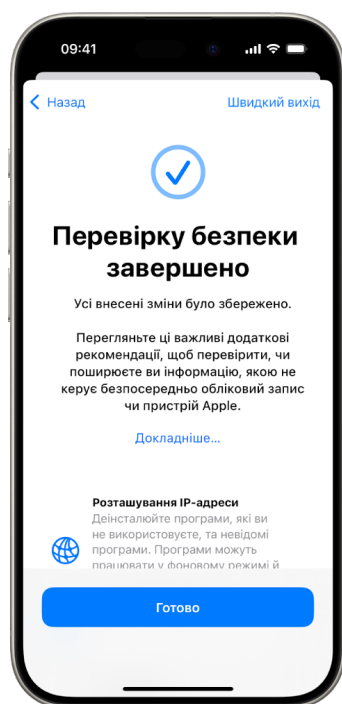 09:41
Назад
Швидкий вихід
Перевірку безпеки
завершено
Усі внесені зміни було збережено.
Перегляньте ці важливі додаткові
рекомендації, щоб перевірити, чи
поширюєте ви інформацію, якою не
керує безпосередньо обліковий запис
чи пристрій Apple.
Докладніше...
Розташування IP-адреси
Деінсталюйте програми, які ви
не використовуєте, та невідомі
програми. Програми можуть
працювати у фоновому режимі й
Готово